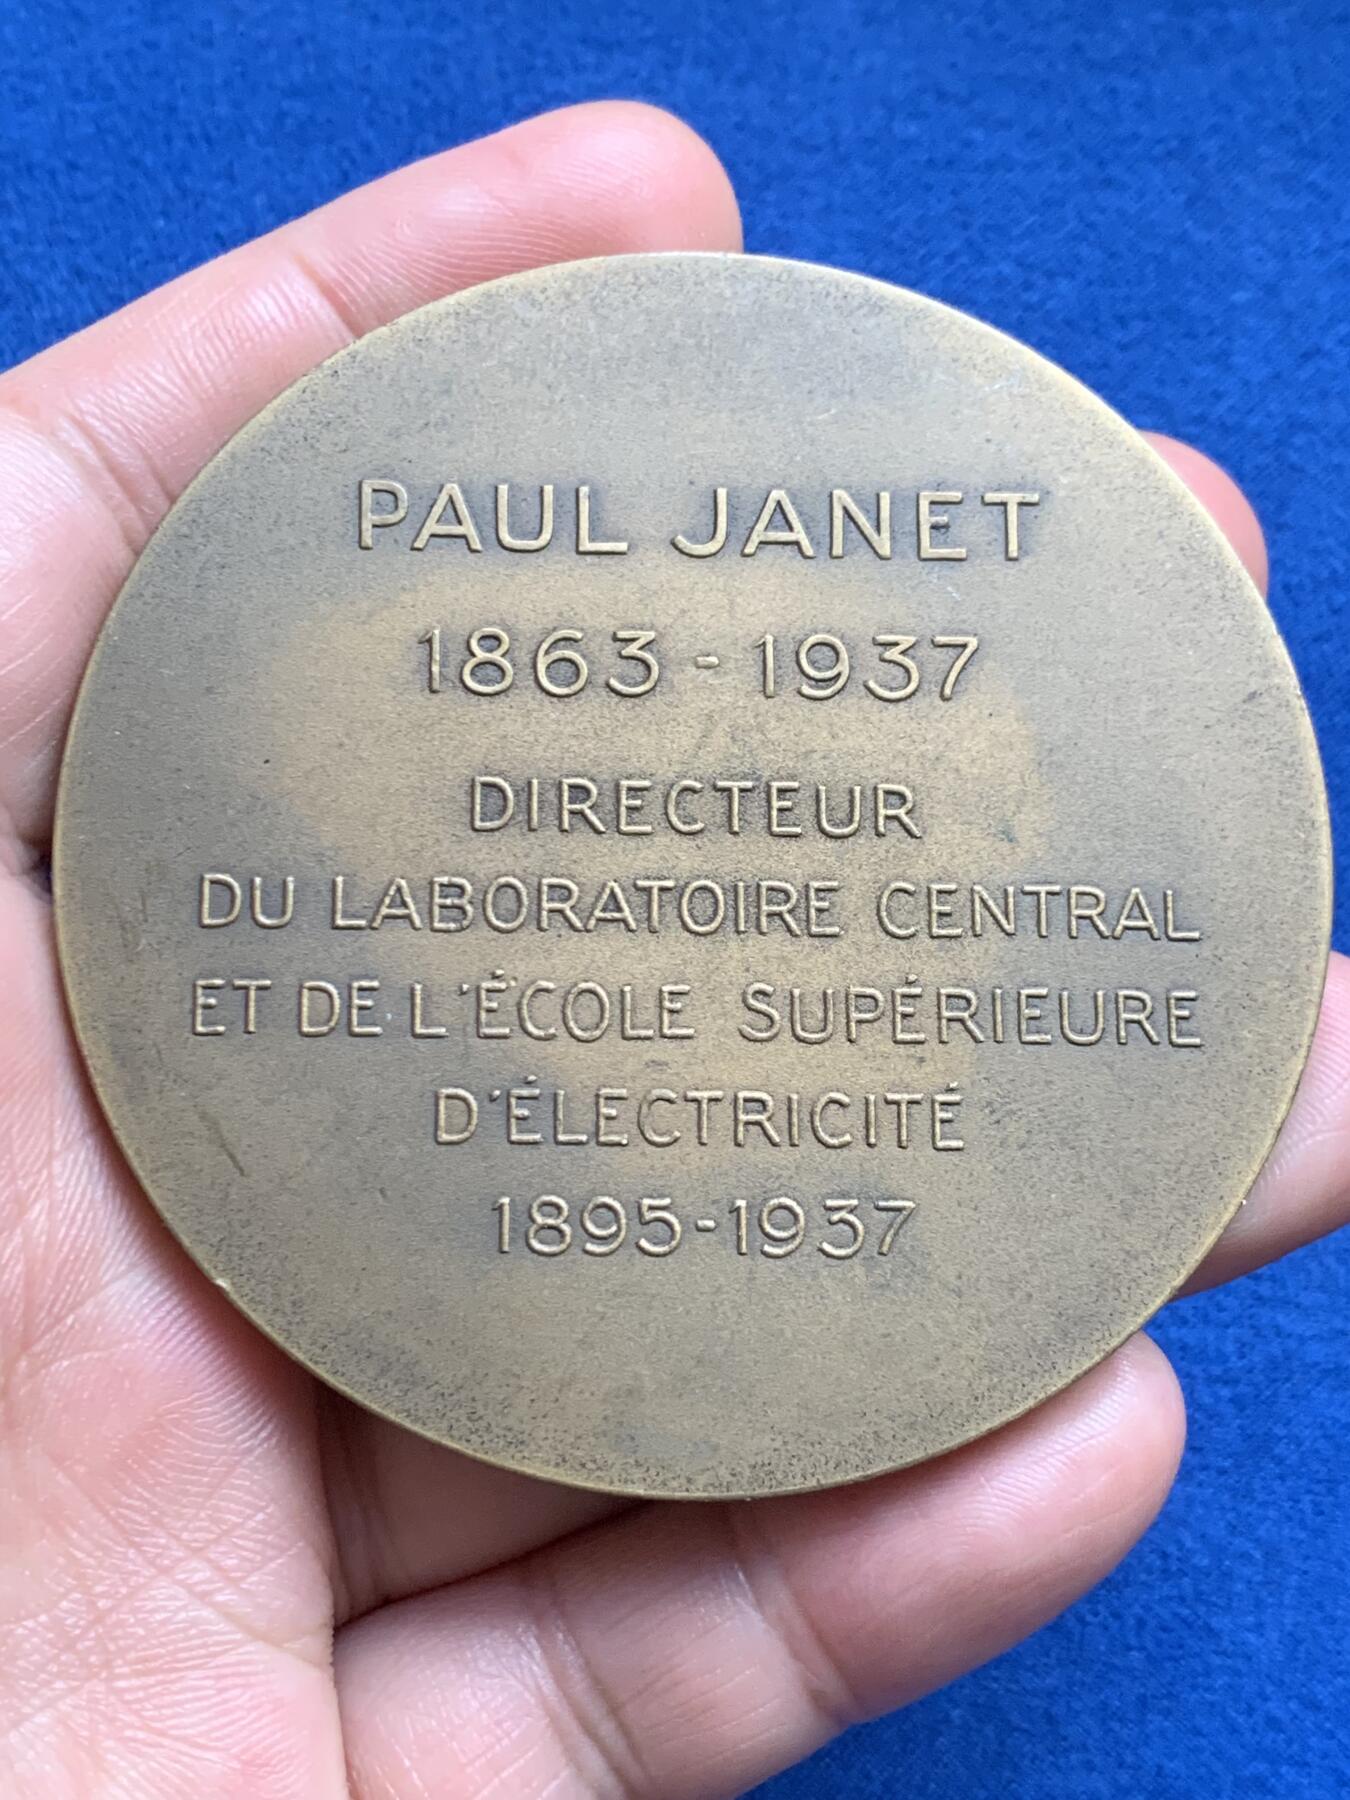 PAUL JANET
1863 - 1937
DIRECTEUR
DU LABORATOIRE CENTRAL
ET DE L'ÉCOLE SUPÉRIEURE
D'ÉLECTRICITÉ
1895-1937